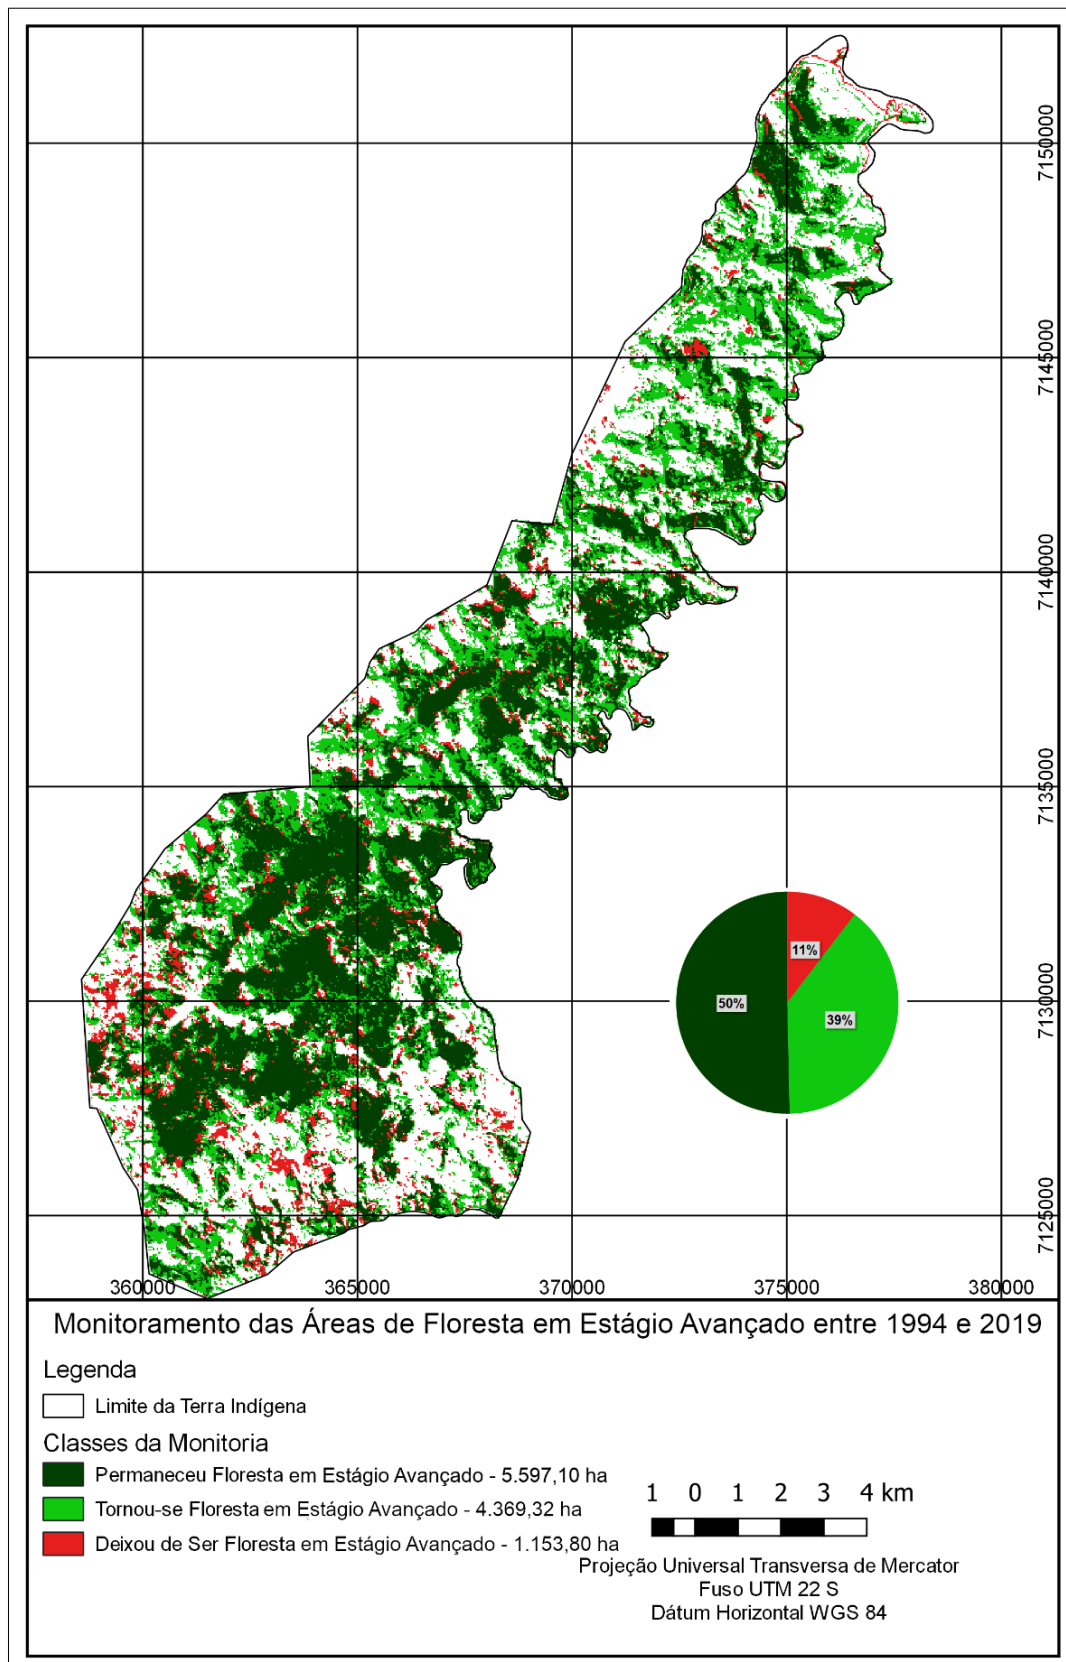 7150000
7145000
7140000
7135000
7130000
7125000
11%
50%
39%
360000
365000
370000
375000
380000
Monitoramento das Áreas de Floresta em Estágio Avançado entre 1994 e 2019
Legenda
Limite da Terra Indígena
Classes da Monitoria
Permaneceu Floresta em Estágio Avançado - 5.597,10 ha
Tornou-se Floresta em Estágio Avançado - 4.369,32 ha
Deixou de Ser Floresta em Estágio Avançado - 1.153,80 ha
1 0 1 2 3 4 km
Projeção Universal Transversa de Mercator
Fuso UTM 22 S
Dátum Horizontal WGS 84